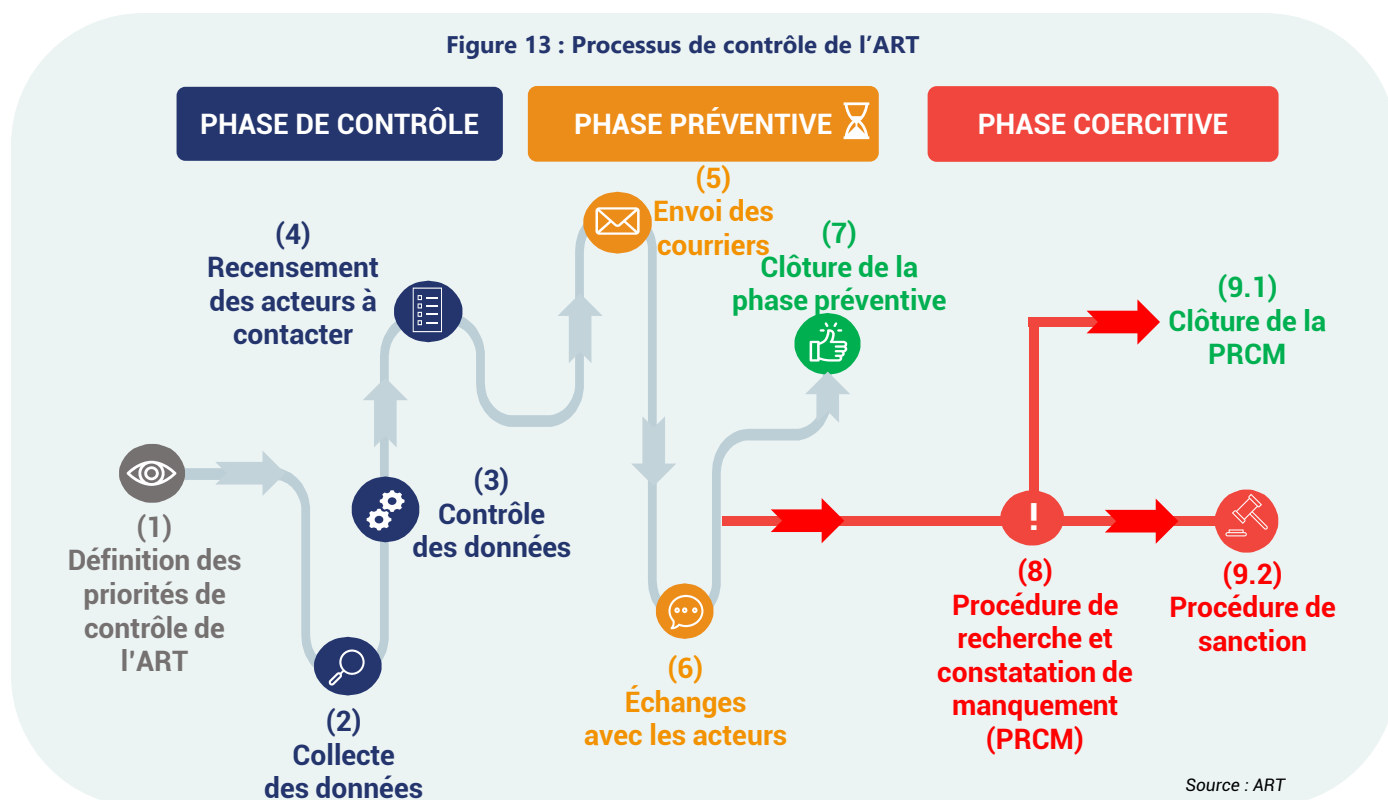 Figure 13 : Processus de contrôle de l'ART
PHASE DE CONTRÔLE
PHASE PRÉVENTIVE
PHASE COERCITIVE
(1)
Définition des
priorités de
contrôle de
l'ART
(2)
Collecte
des données
(3)
Contrôle
des données
(4)
Recensement
des acteurs à
contacter
(5)
Envoi des
courriers
(6)
Échanges
avec les acteurs
(7)
Clôture de la
phase préventive
(8)
Procédure de
recherche et
constatation de
manquement
(PRCM)
(9.1)
Clôture de la
PRCM
(9.2)
Procédure de
sanction
Source : ART